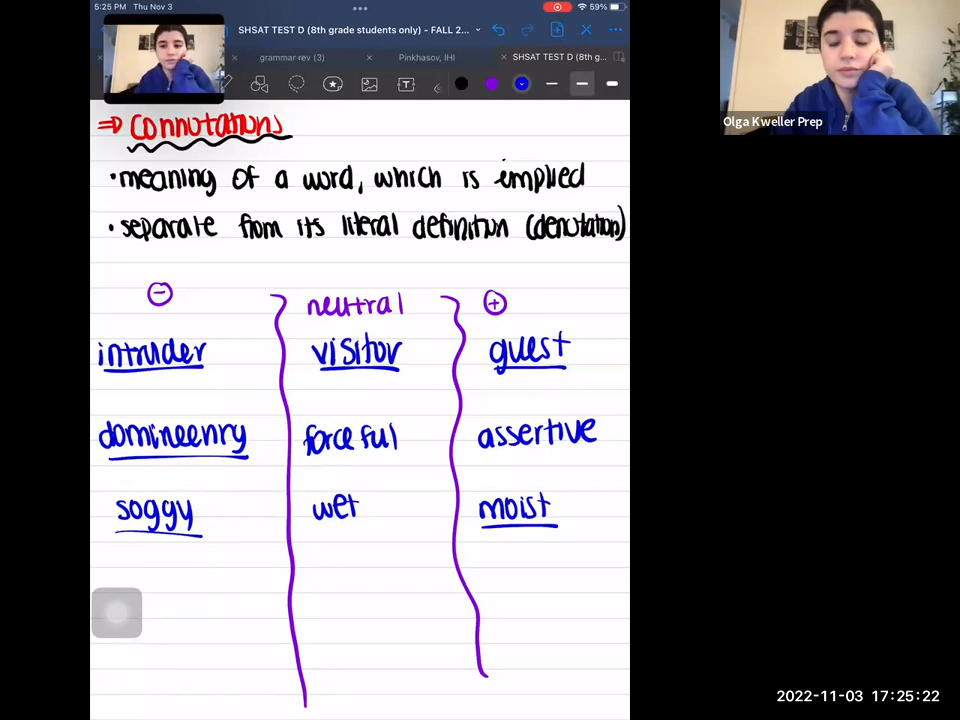 5:25 PM Thu Nov 3
59%
SHSAT TEST D (8th grade students only) – FALL 2...
grammar rev (3)
Pinkhasov, IHI
SHSAT TEST D (8th g...
Olga Kweller Prep
⇒ Connutations
• meaning of a word, which is implied
• separate from its literal definition (denotation)
⊖ neutral ⊕
intruder visitor guest
domineenry forceful assertive
soggy wet moist
2022-11-03 17:25:22